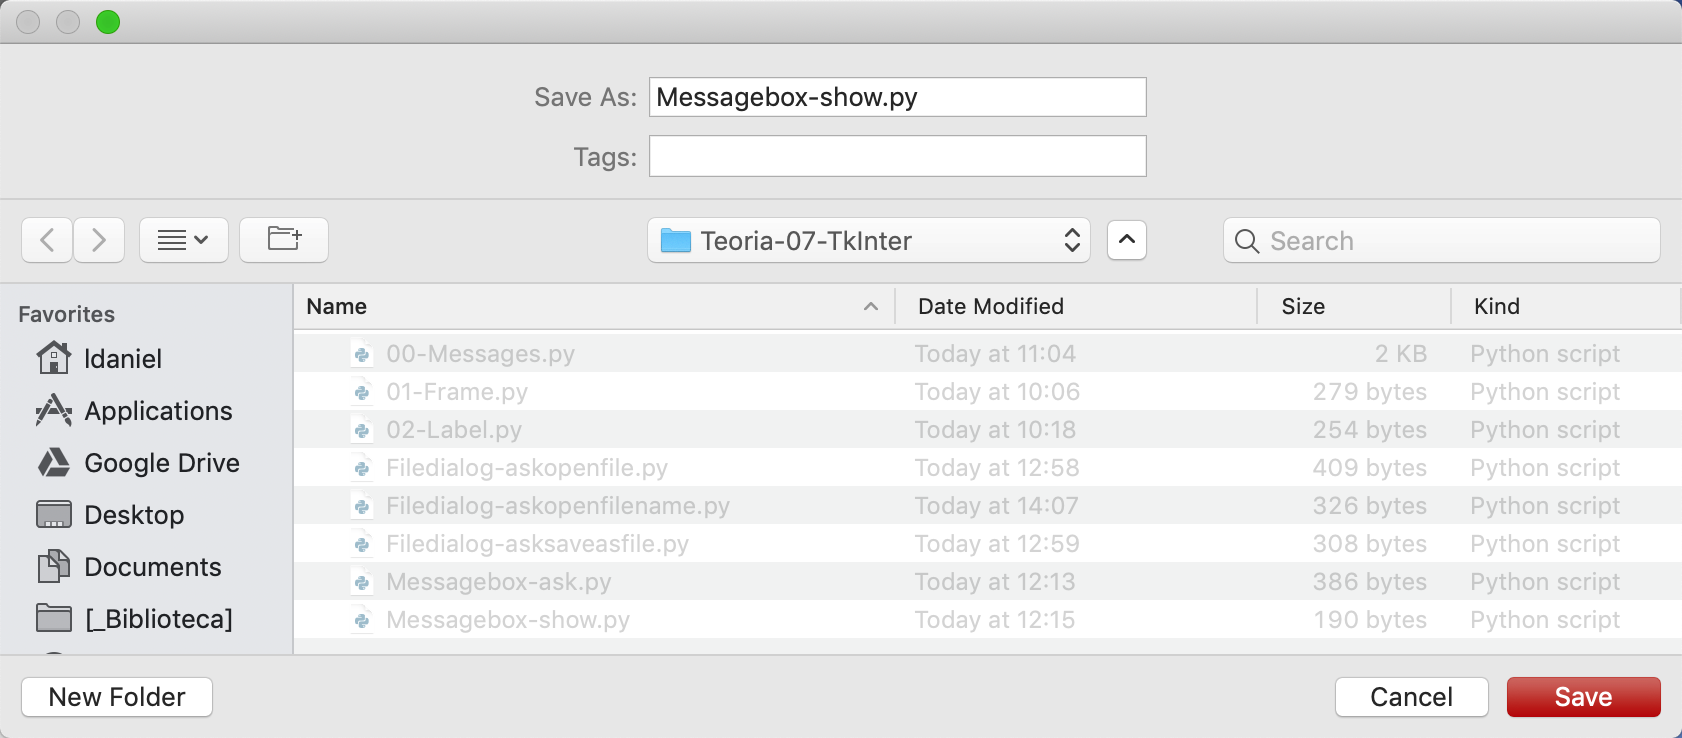 Save As: Messagebox-show.py
Tags:
Teoria-07-TkInter Search
Favorites
ldaniel
Applications
Google Drive
Desktop
Documents
[_Biblioteca]
Name Date Modified Size Kind
00-Messages.py Today at 11:04 2 KB Python script
01-Frame.py Today at 10:06 279 bytes Python script
02-Label.py Today at 10:18 254 bytes Python script
Filedialog-askopenfile.py Today at 12:58 409 bytes Python script
Filedialog-askopenfilename.py Today at 14:07 326 bytes Python script
Filedialog-asksaveasfile.py Today at 12:59 308 bytes Python script
Messagebox-ask.py Today at 12:13 386 bytes Python script
Messagebox-show.py Today at 12:15 190 bytes Python script
New Folder Cancel Save